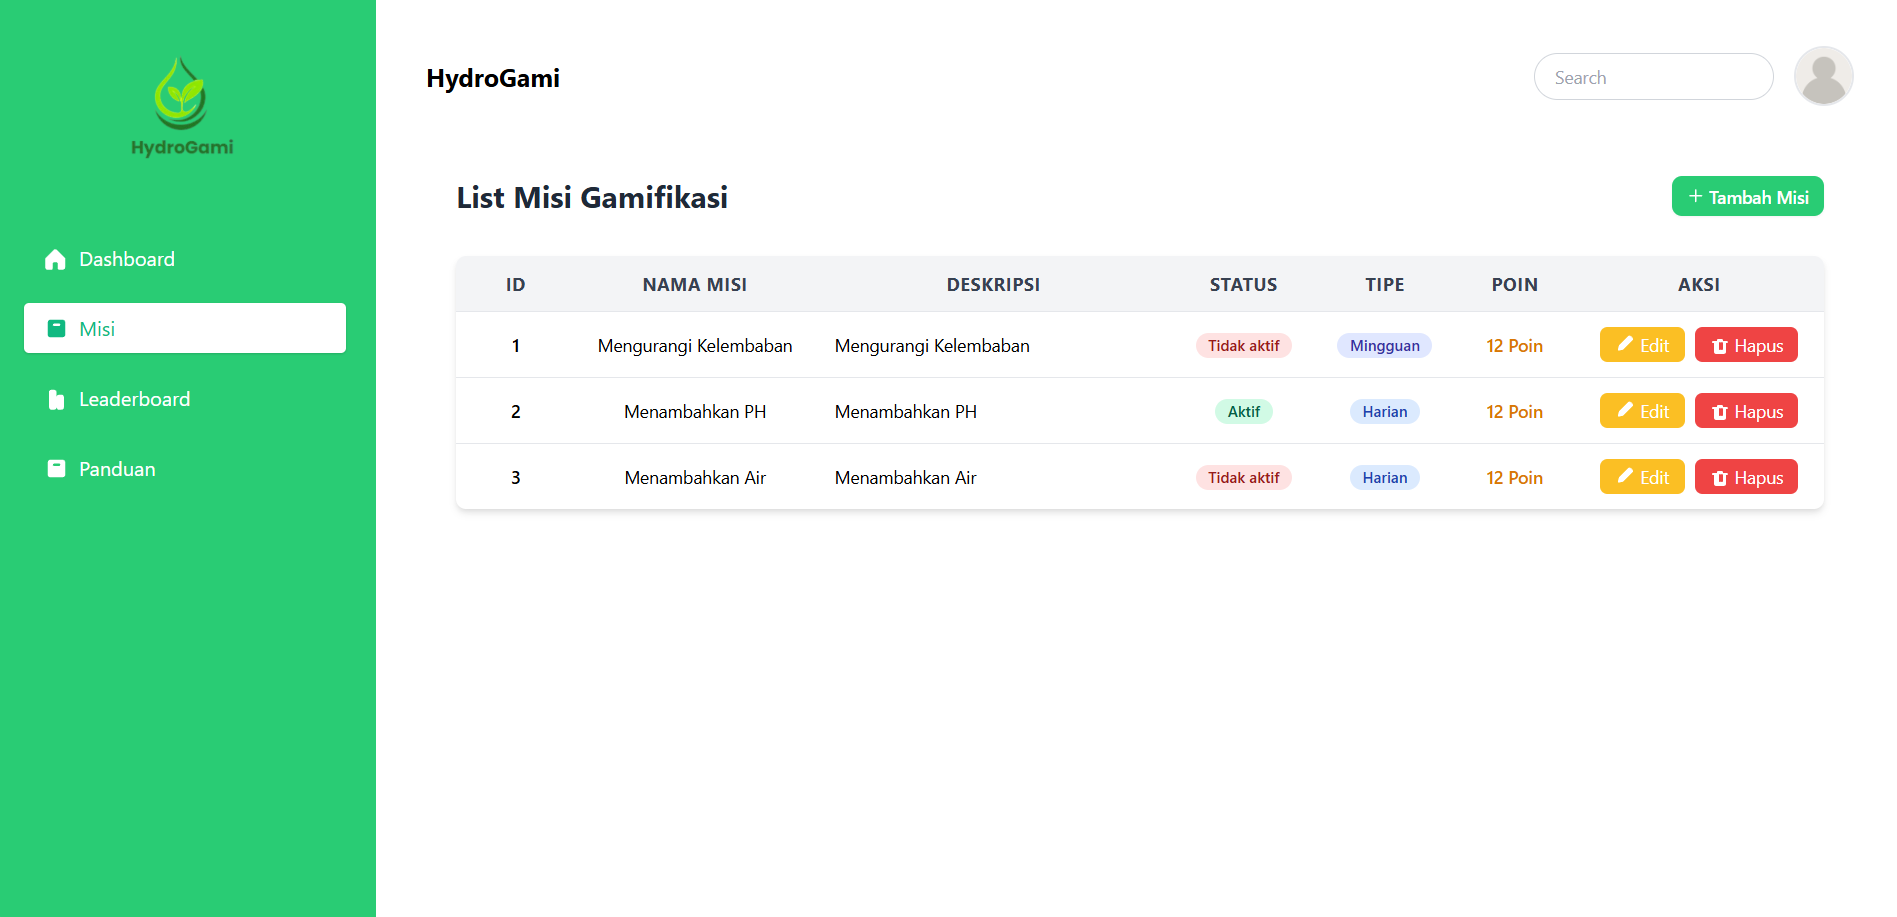 HydroGami
Dashboard
Misi
Leaderboard
Panduan
HydroGami
Search
List Misi Gamifikasi
+ Tambah Misi
ID NAMA MISI DESKRIPSI STATUS TIPE POIN AKSI
1 Mengurangi Kelembaban Mengurangi Kelembaban Tidak aktif Mingguan 12 Poin Edit Hapus
2 Menambahkan PH Menambahkan PH Aktif Harian 12 Poin Edit Hapus
3 Menambahkan Air Menambahkan Air Tidak aktif Harian 12 Poin Edit Hapus